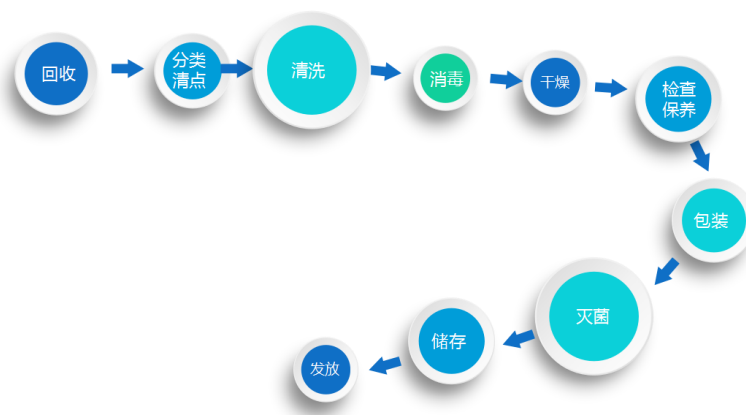 回收
分类
清点
清洗
消毒
干燥
检查
保养
包装
灭菌
储存
发放